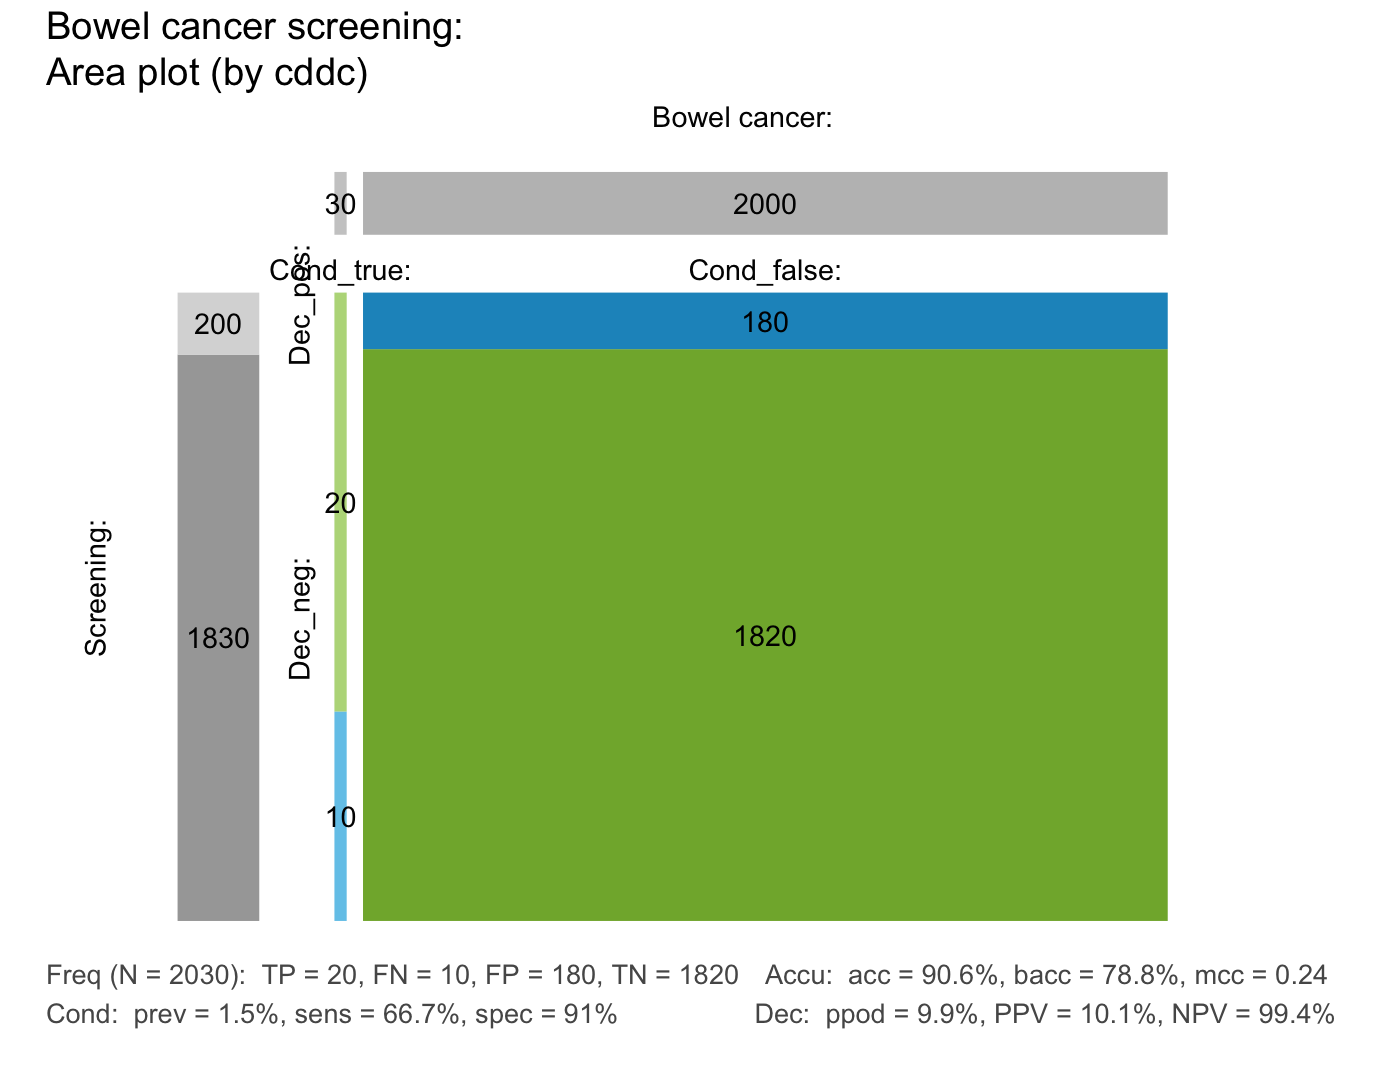 Bowel cancer screening:
Area plot (by cddc)
Bowel cancer:
30
2000
Cond_true:
Cond_false:
Dec_pos:
200
180
20
Screening:
Dec_neg:
1830
1820
10
Freq (N = 2030):  TP = 20, FN = 10, FP = 180, TN = 1820   Accu:  acc = 90.6%, bacc = 78.8%, mcc = 0.24
Cond:  prev = 1.5%, sens = 66.7%, spec = 91%   Dec:  ppod = 9.9%, PPV = 10.1%, NPV = 99.4%